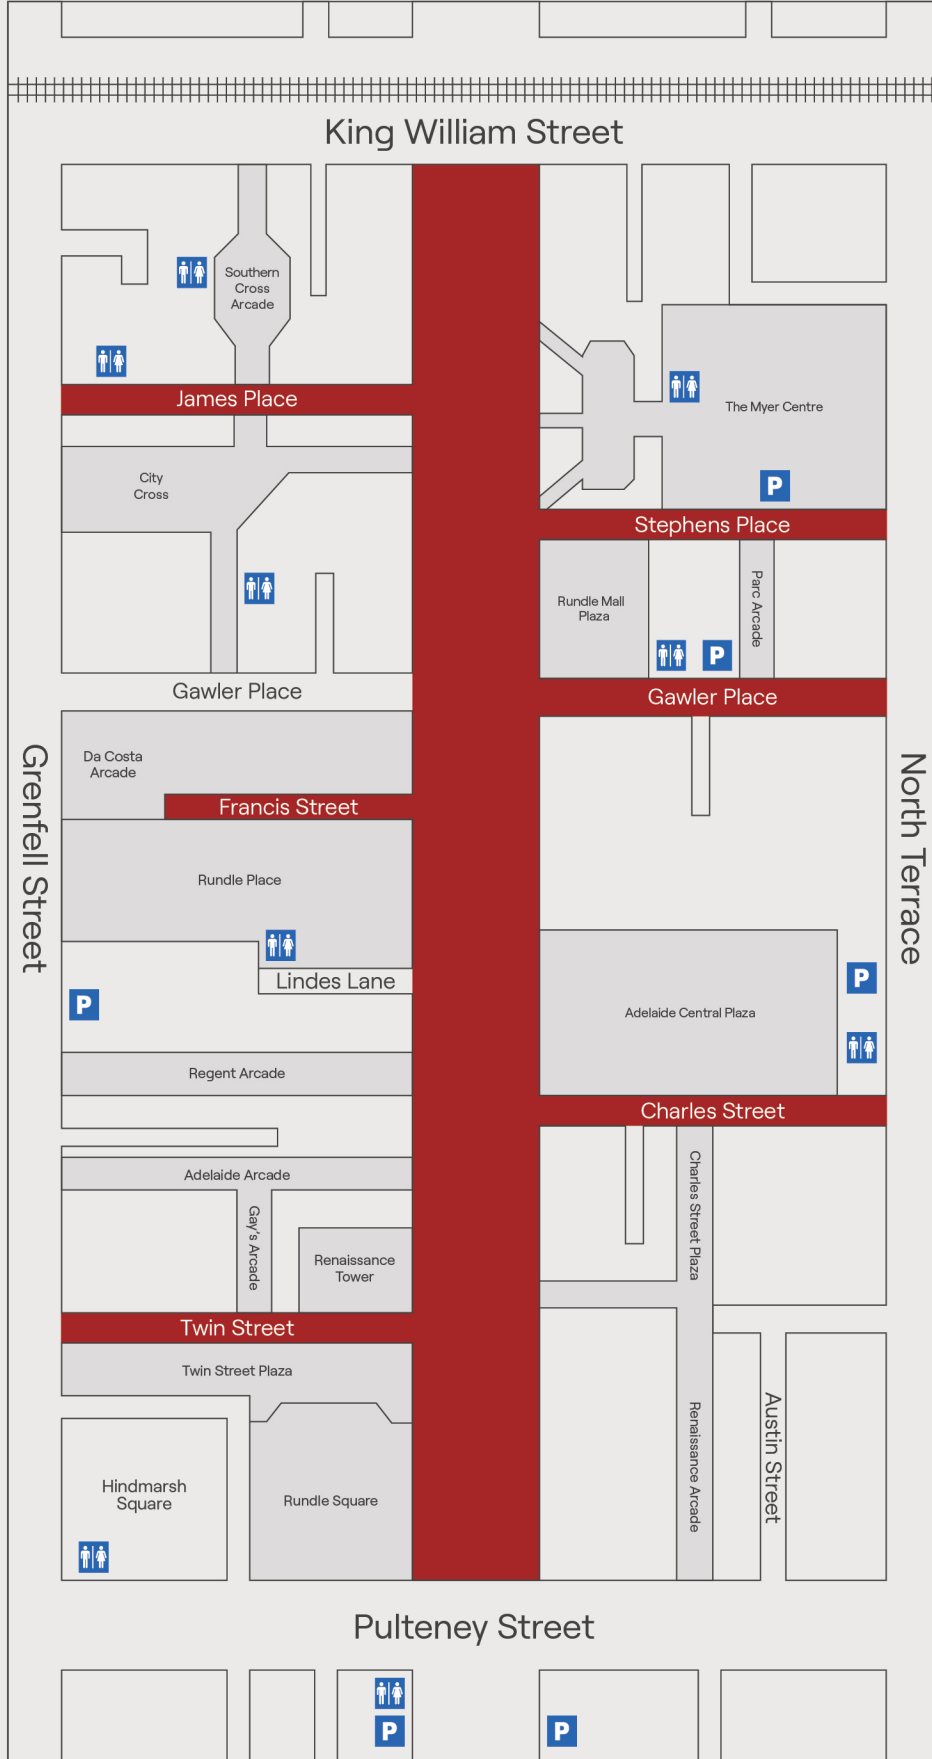 King William Street
Southern
Cross
Arcade
James Place
The Myer Centre
City
Cross
P
Stephens Place
Rundle Mall
Plaza
Parc Arcade
P
Gawler Place
Gawler Place
Da Costa
Arcade
Francis Street
Grenfell Street
North Terrace
Rundle Place
Lindes Lane
P
P
Adelaide Central Plaza
Regent Arcade
Charles Street
Adelaide Arcade
Gay's Arcade
Renaissance
Tower
Charles Street Plaza
Twin Street
Twin Street Plaza
Hindmarsh
Square
Rundle Square
Renaissance Arcade
Austin Street
Pulteney Street
P
P